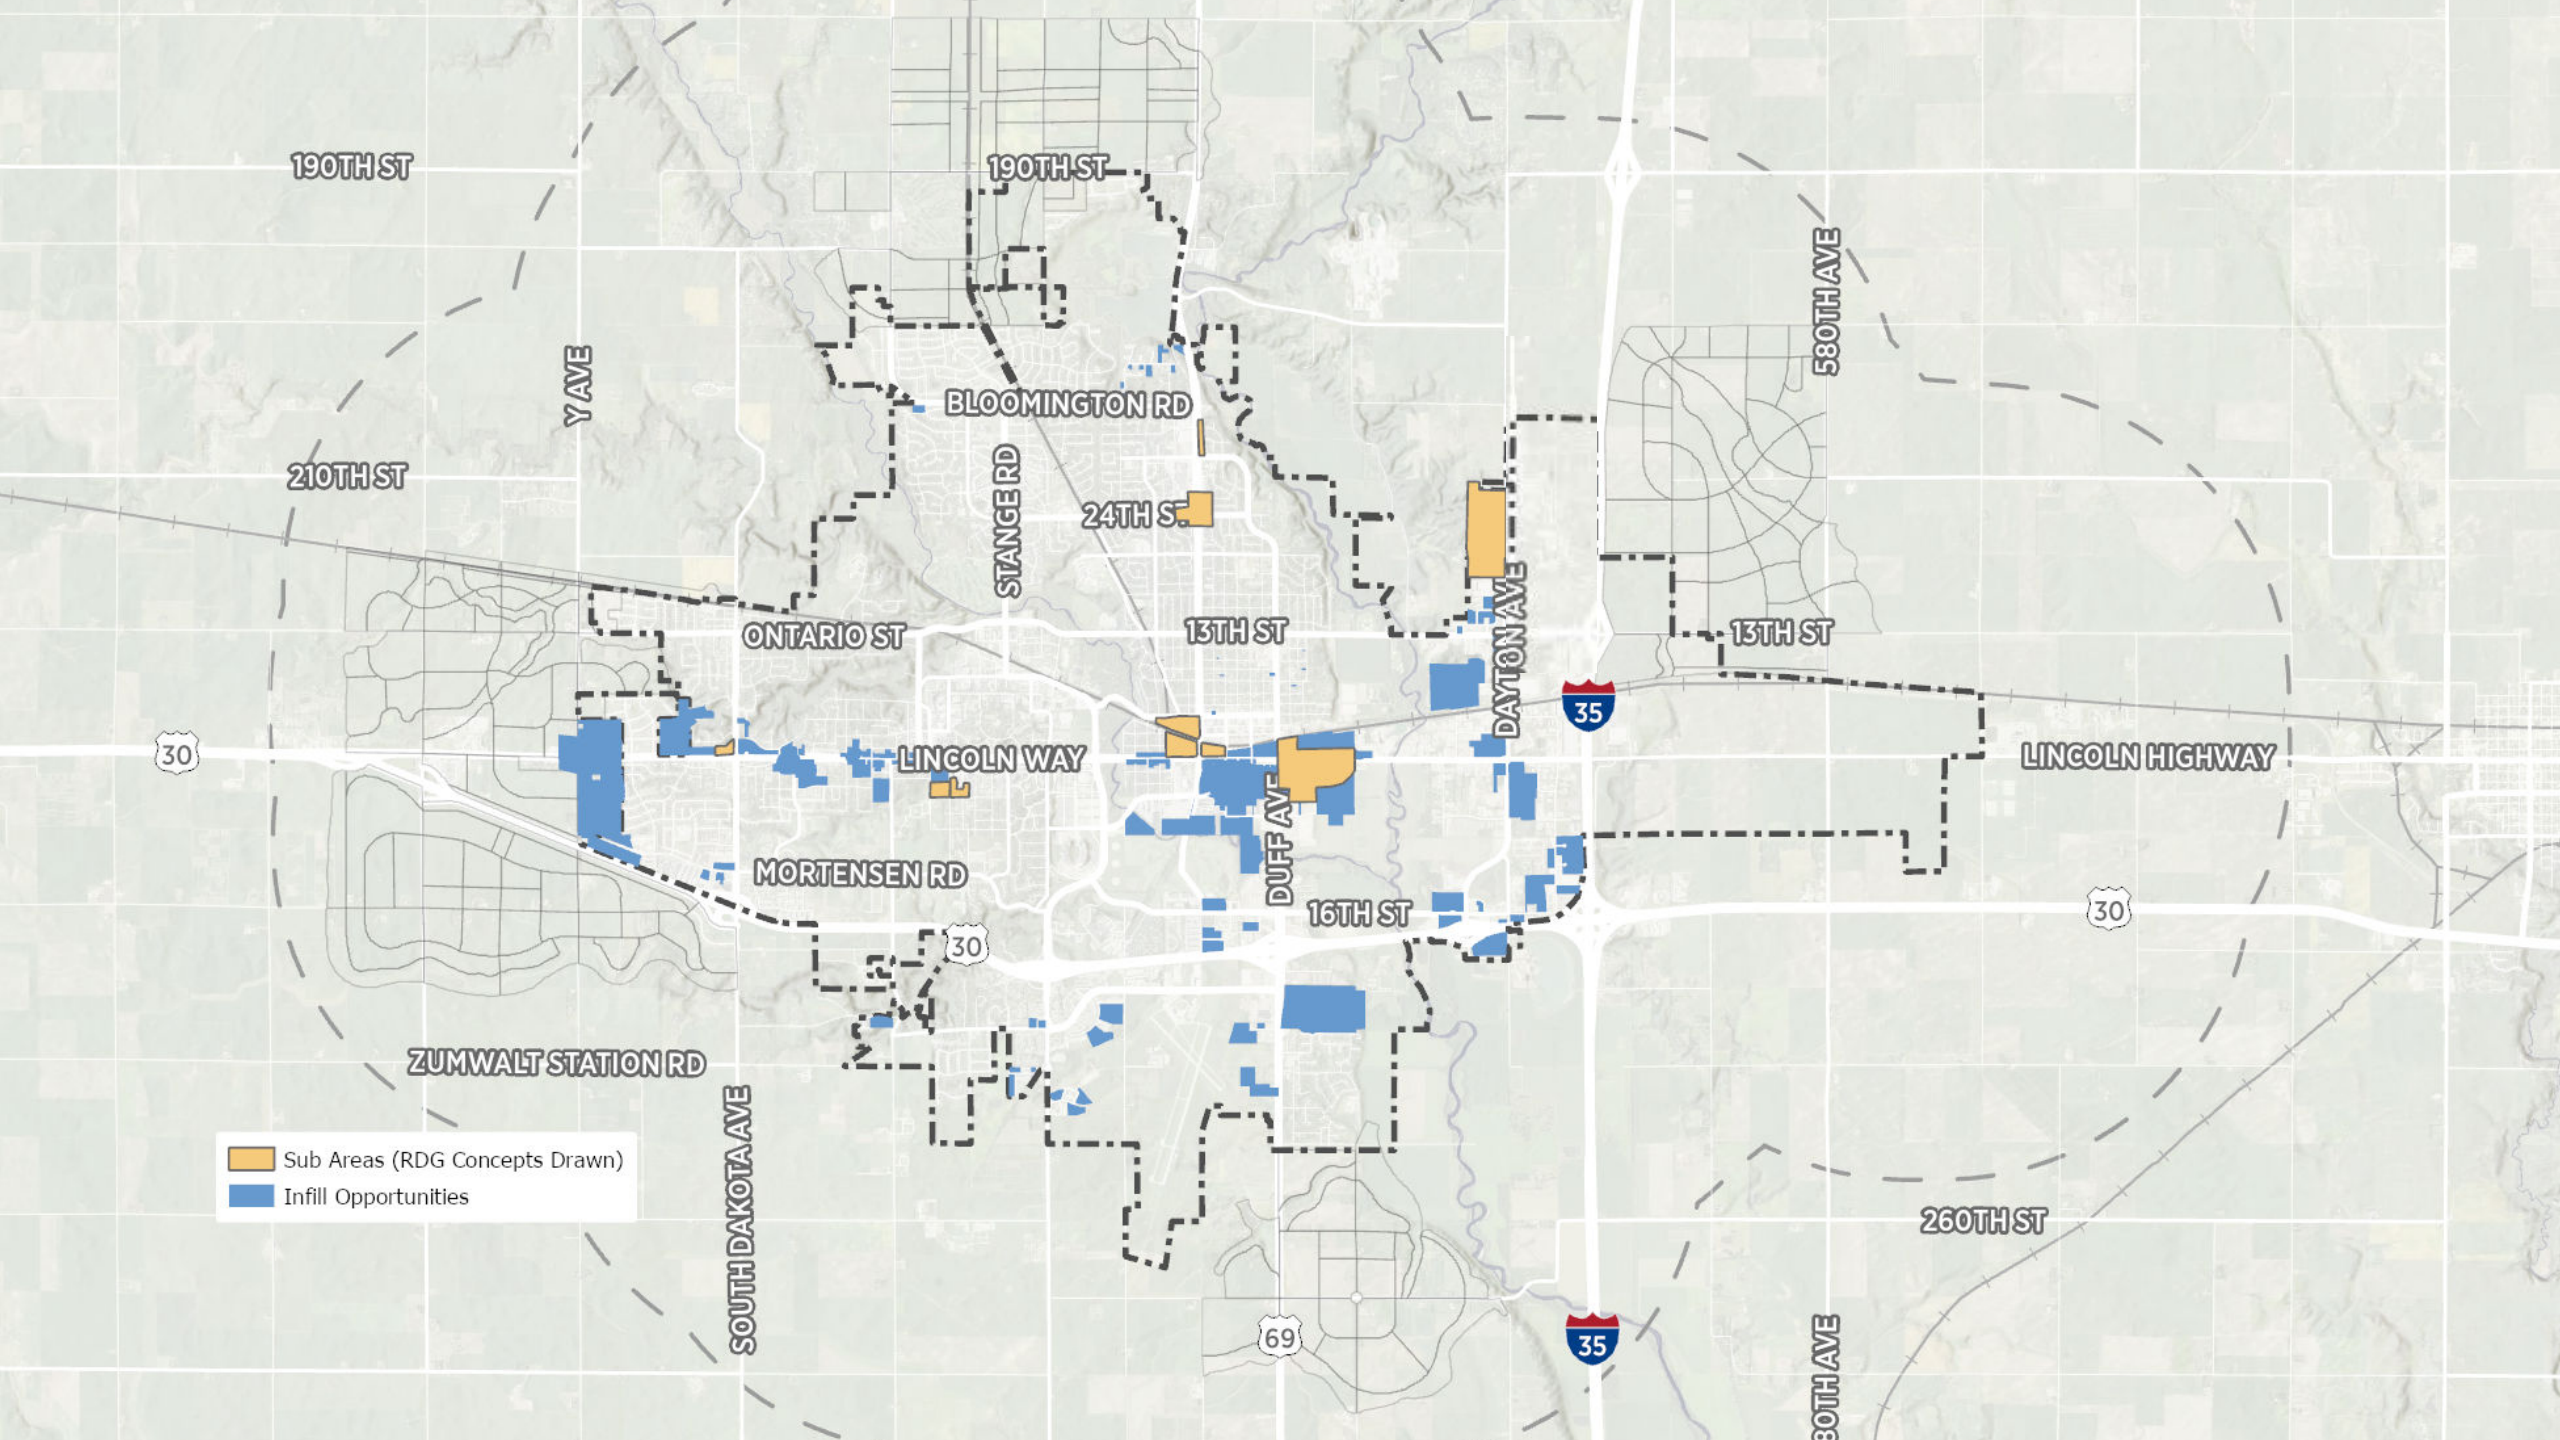 190TH ST
190TH ST
580TH AVE
Y AVE
BLOOMINGTON RD
210TH ST
STANGE RD
24TH ST
DAYTON AVE
ONTARIO ST
13TH ST
13TH ST
35
30
LINCOLN WAY
LINCOLN HIGHWAY
DUFF AVE
MORTENSEN RD
16TH ST
30
30
ZUMWALT STATION RD
SOUTH DAKOTA AVE
Sub Areas (RDG Concepts Drawn)
Infill Opportunities
260TH ST
69
35
80TH AVE